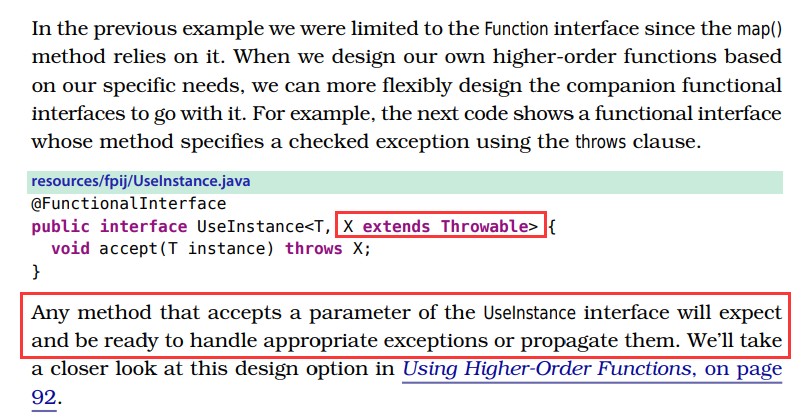 In the previous example we were limited to the Function interface since the map()
method relies on it. When we design our own higher-order functions based
on our specific needs, we can more flexibly design the companion functional
interfaces to go with it. For example, the next code shows a functional interface
whose method specifies a checked exception using the throws clause.
resources/fpij/UseInstance.java
@FunctionalInterface
public interface UseInstance<T, X extends Throwable> {
  void accept(T instance) throws X;
}
Any method that accepts a parameter of the UseInstance interface will expect
and be ready to handle appropriate exceptions or propagate them. We'll take
a closer look at this design option in Using Higher-Order Functions, on page
92.